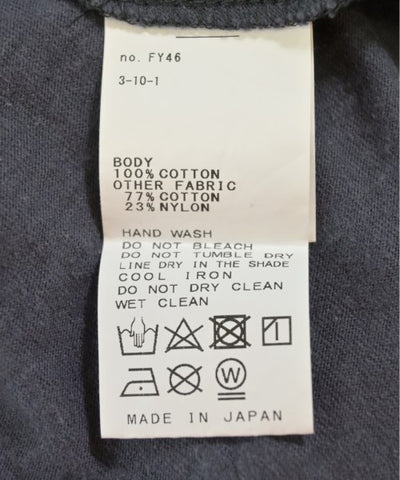 no. FY46
3-10-1
BODY
100% COTTON
OTHER FABRIC
77% COTTON
23% NYLON
HAND WASH
DO NOT BLEACH
DO NOT TUMBLE DRY
LINE DRY IN THE SHADE
COOL IRON
DO NOT DRY CLEAN
WET CLEAN
W
MADE IN JAPAN